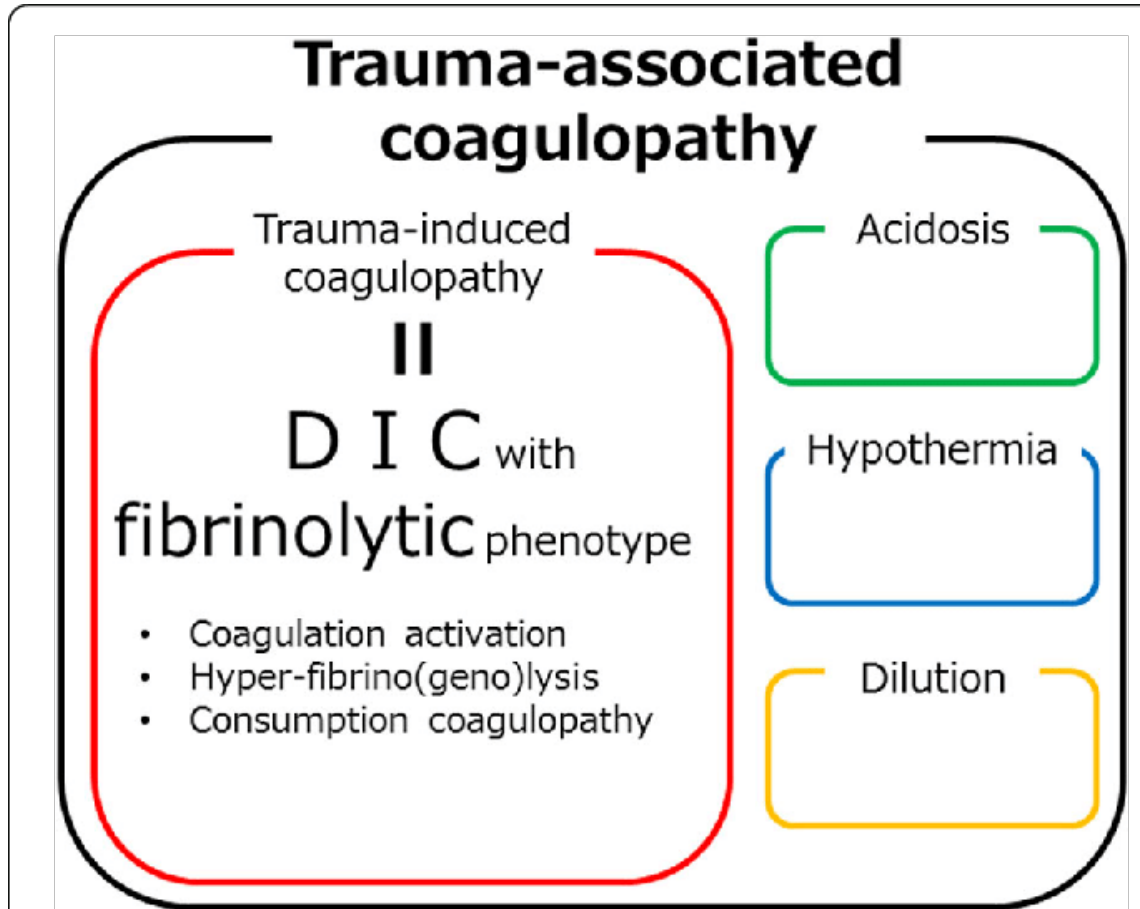 Trauma-associated
coagulopathy
Trauma-induced
coagulopathy
=
D I C with
fibrinolytic phenotype
• Coagulation activation
• Hyper-fibrino(geno)lysis
• Consumption coagulopathy
Acidosis
Hypothermia
Dilution